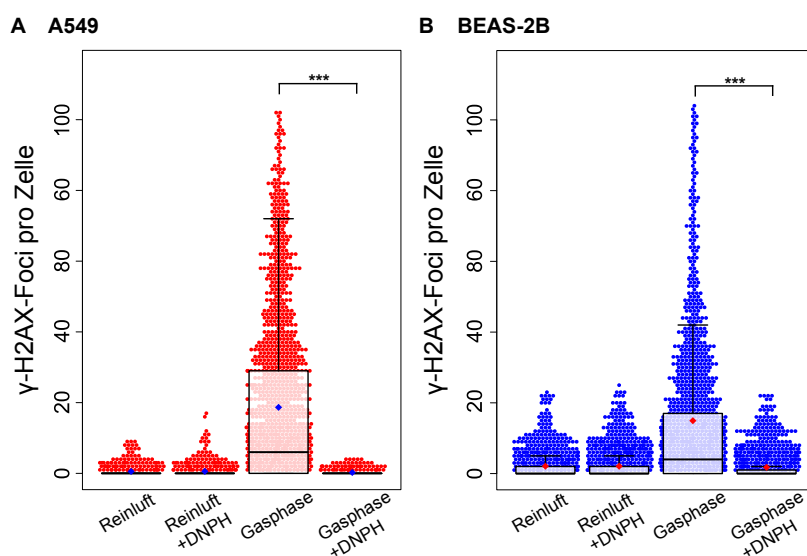 A A549
B BEAS-2B
γ-H2AX-Foci pro Zelle
100
60
80
40
20
0
***
Reinluft
Reinluft
+DNPH
Gasphase
Gasphase
+DNPH
γ-H2AX-Foci pro Zelle
100
60
80
40
20
0
***
Reinluft
Reinluft
+DNPH
Gasphase
Gasphase
+DNPH